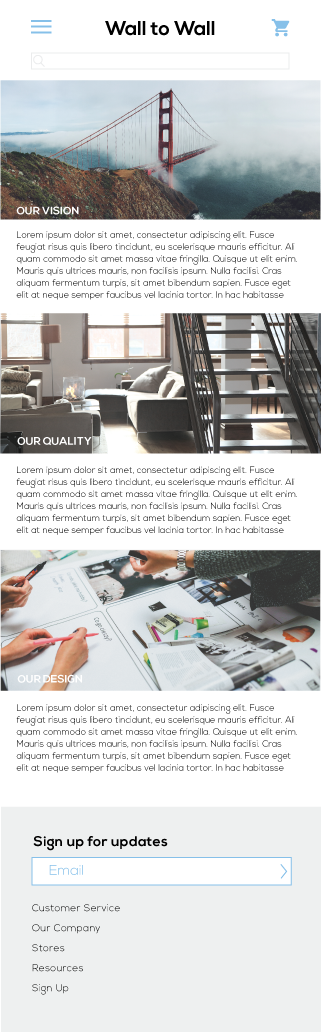 Wall to Wall
OUR VISION
Lorem ipsum dolor sit amet, consectetur adipiscing elit. Fusce
feugiat risus quis libero tincidunt, eu scelerisque mauris efficitur. Ali
quam commodo sit amet massa vitae fringilla. Quisque ut elit enim.
Mauris quis ultrices mauris, non facilisis ipsum. Nulla facilisi. Cras
aliquam fermentum turpis, sit amet bibendum sapien. Fusce eget
elit at neque semper faucibus vel lacinia tortor. In hac habitasse
OUR QUALITY
Lorem ipsum dolor sit amet, consectetur adipiscing elit. Fusce
feugiat risus quis libero tincidunt, eu scelerisque mauris efficitur. Ali
quam commodo sit amet massa vitae fringilla. Quisque ut elit enim.
Mauris quis ultrices mauris, non facilisis ipsum. Nulla facilisi. Cras
aliquam fermentum turpis, sit amet bibendum sapien. Fusce eget
elit at neque semper faucibus vel lacinia tortor. In hac habitasse
OUR DESIGN
Lorem ipsum dolor sit amet, consectetur adipiscing elit. Fusce
feugiat risus quis libero tincidunt, eu scelerisque mauris efficitur. Ali
quam commodo sit amet massa vitae fringilla. Quisque ut elit enim.
Mauris quis ultrices mauris, non facilisis ipsum. Nulla facilisi. Cras
aliquam fermentum turpis, sit amet bibendum sapien. Fusce eget
elit at neque semper faucibus vel lacinia tortor. In hac habitasse
Sign up for updates
Email
Customer Service
Our Company
Stores
Resources
Sign Up